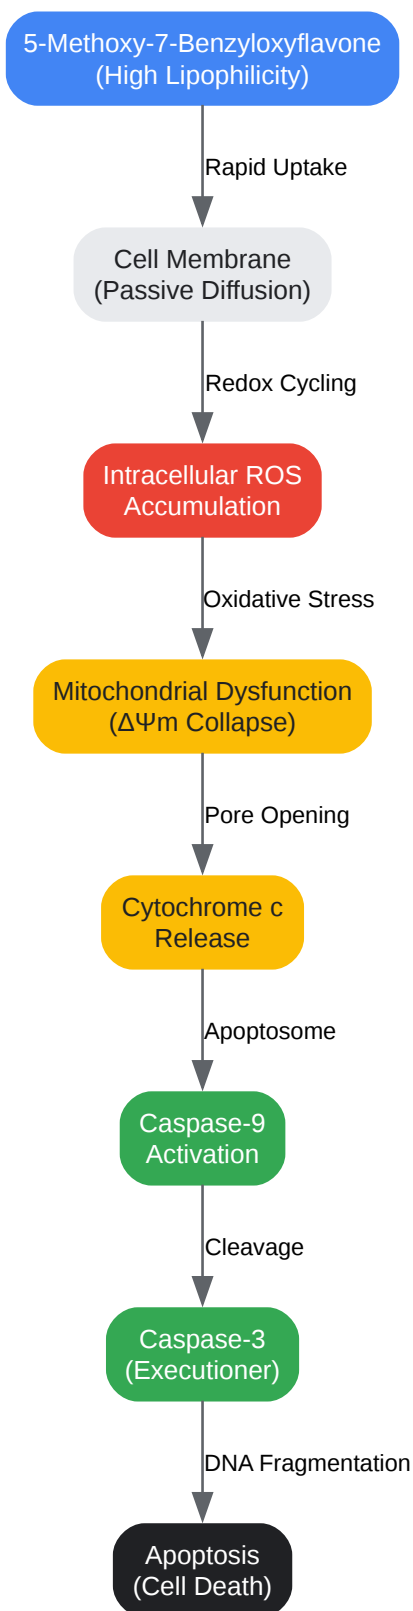 5-Methoxy-7-Benzyloxyflavone
(High Lipophilicity)
Rapid Uptake
Cell Membrane
(Passive Diffusion)
Redox Cycling
Intracellular ROS
Accumulation
Oxidative Stress
Mitochondrial Dysfunction
(ΔΨm Collapse)
Pore Opening
Cytochrome c
Release
Apoptosome
Caspase-9
Activation
Cleavage
Caspase-3
(Executioner)
DNA Fragmentation
Apoptosis
(Cell Death)